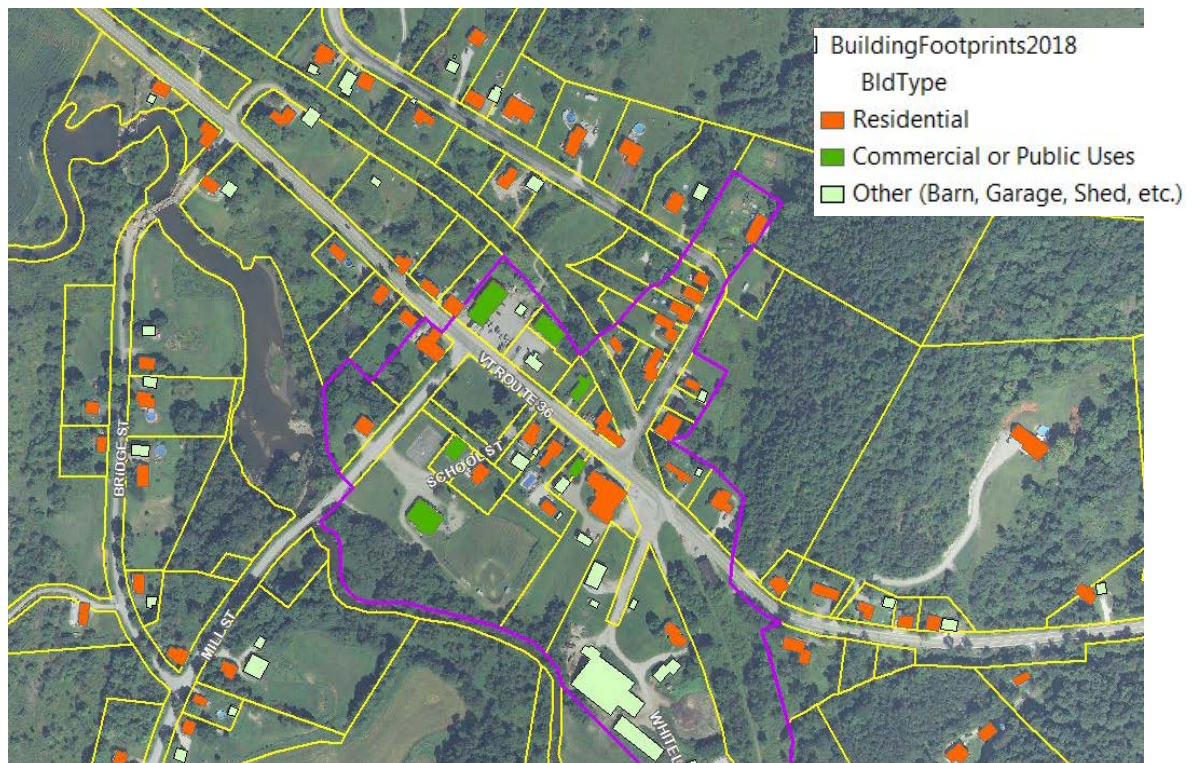 BuildingFootprints2018
BldType
Residential
Commercial or Public Uses
Other (Barn, Garage, Shed, etc.)
VT ROUTE 36
SCHOOL ST
BRIDGE ST
MILL ST
WHITEL